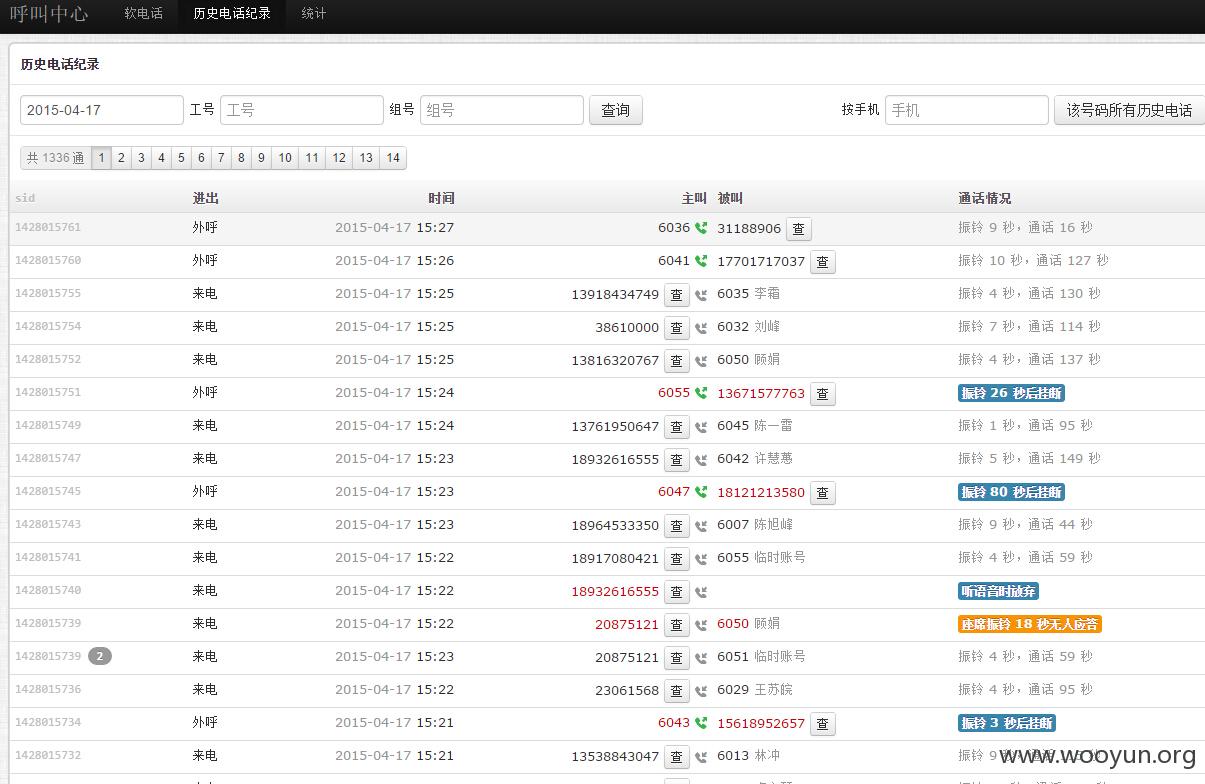 呼叫中心 软电话 历史电话纪录 统计
历史电话纪录
2015-04-17 工号 工号 组号 组号 查询 按手机 手机 该号码所有历史电话
共 1336 通 1 2 3 4 5 6 7 8 9 10 11 12 13 14
sid 进出 时间 主叫 被叫 通话情况
1428015761 外呼 2015-04-17 15:27 6036 31188906 查 振铃 9 秒，通话 16 秒
1428015760 外呼 2015-04-17 15:26 6041 17701717037 查 振铃 10 秒，通话 127 秒
1428015755 来电 2015-04-17 15:25 13918434749 查 6035 李霜 振铃 4 秒，通话 130 秒
1428015754 来电 2015-04-17 15:25 38610000 查 6032 刘峰 振铃 7 秒，通话 114 秒
1428015752 来电 2015-04-17 15:25 13816320767 查 6050 顾娟 振铃 4 秒，通话 137 秒
1428015751 外呼 2015-04-17 15:24 6055 13671577763 查 振铃 26 秒后挂断
1428015749 来电 2015-04-17 15:24 13761950647 查 6045 陈一雷 振铃 1 秒，通话 95 秒
1428015747 来电 2015-04-17 15:23 18932616555 查 6042 许慧蕙 振铃 5 秒，通话 149 秒
1428015745 外呼 2015-04-17 15:23 6047 18121213580 查 振铃 80 秒后挂断
1428015743 来电 2015-04-17 15:23 18964533350 查 6007 陈旭峰 振铃 9 秒，通话 44 秒
1428015741 来电 2015-04-17 15:22 18917080421 查 6055 临时账号 振铃 4 秒，通话 59 秒
1428015740 来电 2015-04-17 15:22 18932616555 查 听语音时放弃
1428015739 来电 2015-04-17 15:22 20875121 查 6050 顾娟 座席振铃 18 秒无人应答
1428015739 2 来电 2015-04-17 15:23 20875121 查 6051 临时账号 振铃 4 秒，通话 59 秒
1428015736 来电 2015-04-17 15:22 23061568 查 6029 王苏皖 振铃 4 秒，通话 95 秒
1428015734 外呼 2015-04-17 15:21 6043 15618952657 查 振铃 3 秒后挂断
1428015732 来电 2015-04-17 15:21 13538843047 查 6013 林冲 振铃 9
www.wooyun.org